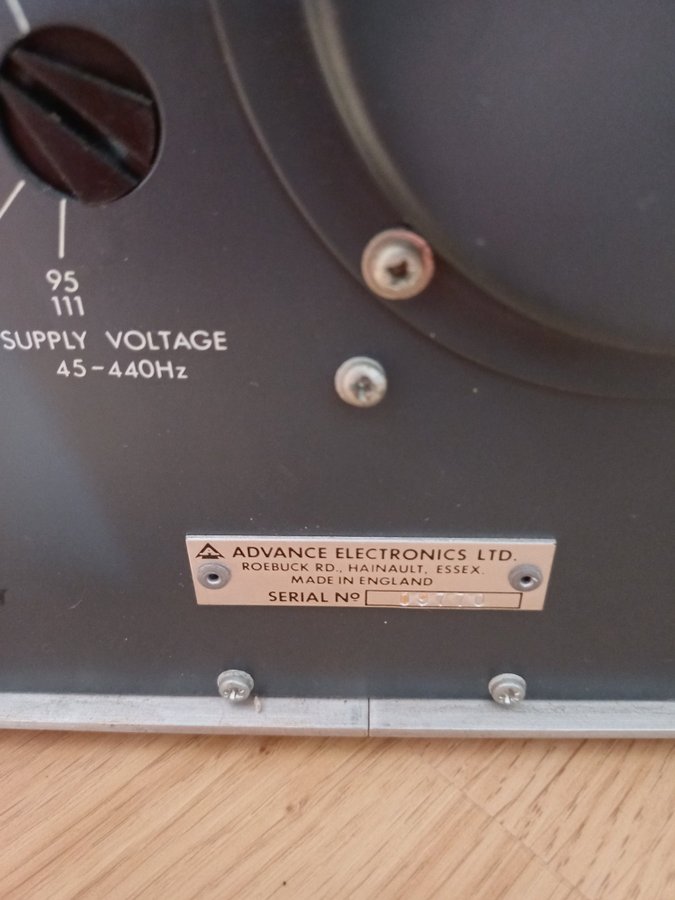 95
111
SUPPLY VOLTAGE
45-440Hz
ADVANCE ELECTRONICS LTD.
ROEBUCK RD., HAINAULT, ESSEX.
MADE IN ENGLAND
SERIAL Nº